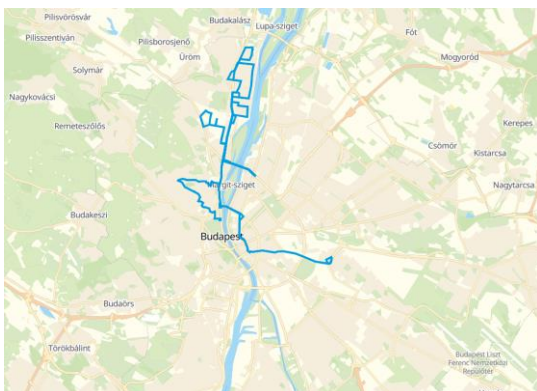 Pilisvörösvár
Budakalász
Lupa-sziget
Pilisszentiván
Pilisborosjenő
Fót
Üröm
Mogyoród
Solymár
Nagykovácsi
Kerepes
Remeteszőlős
Csömör
Kistarcsa
Margit-sziget
Nagytarcsa
Budakeszi
Budapest
Budaörs
Törökbálint
Budapest Liszt
Ferenc Nemzetközi
Repülőtér